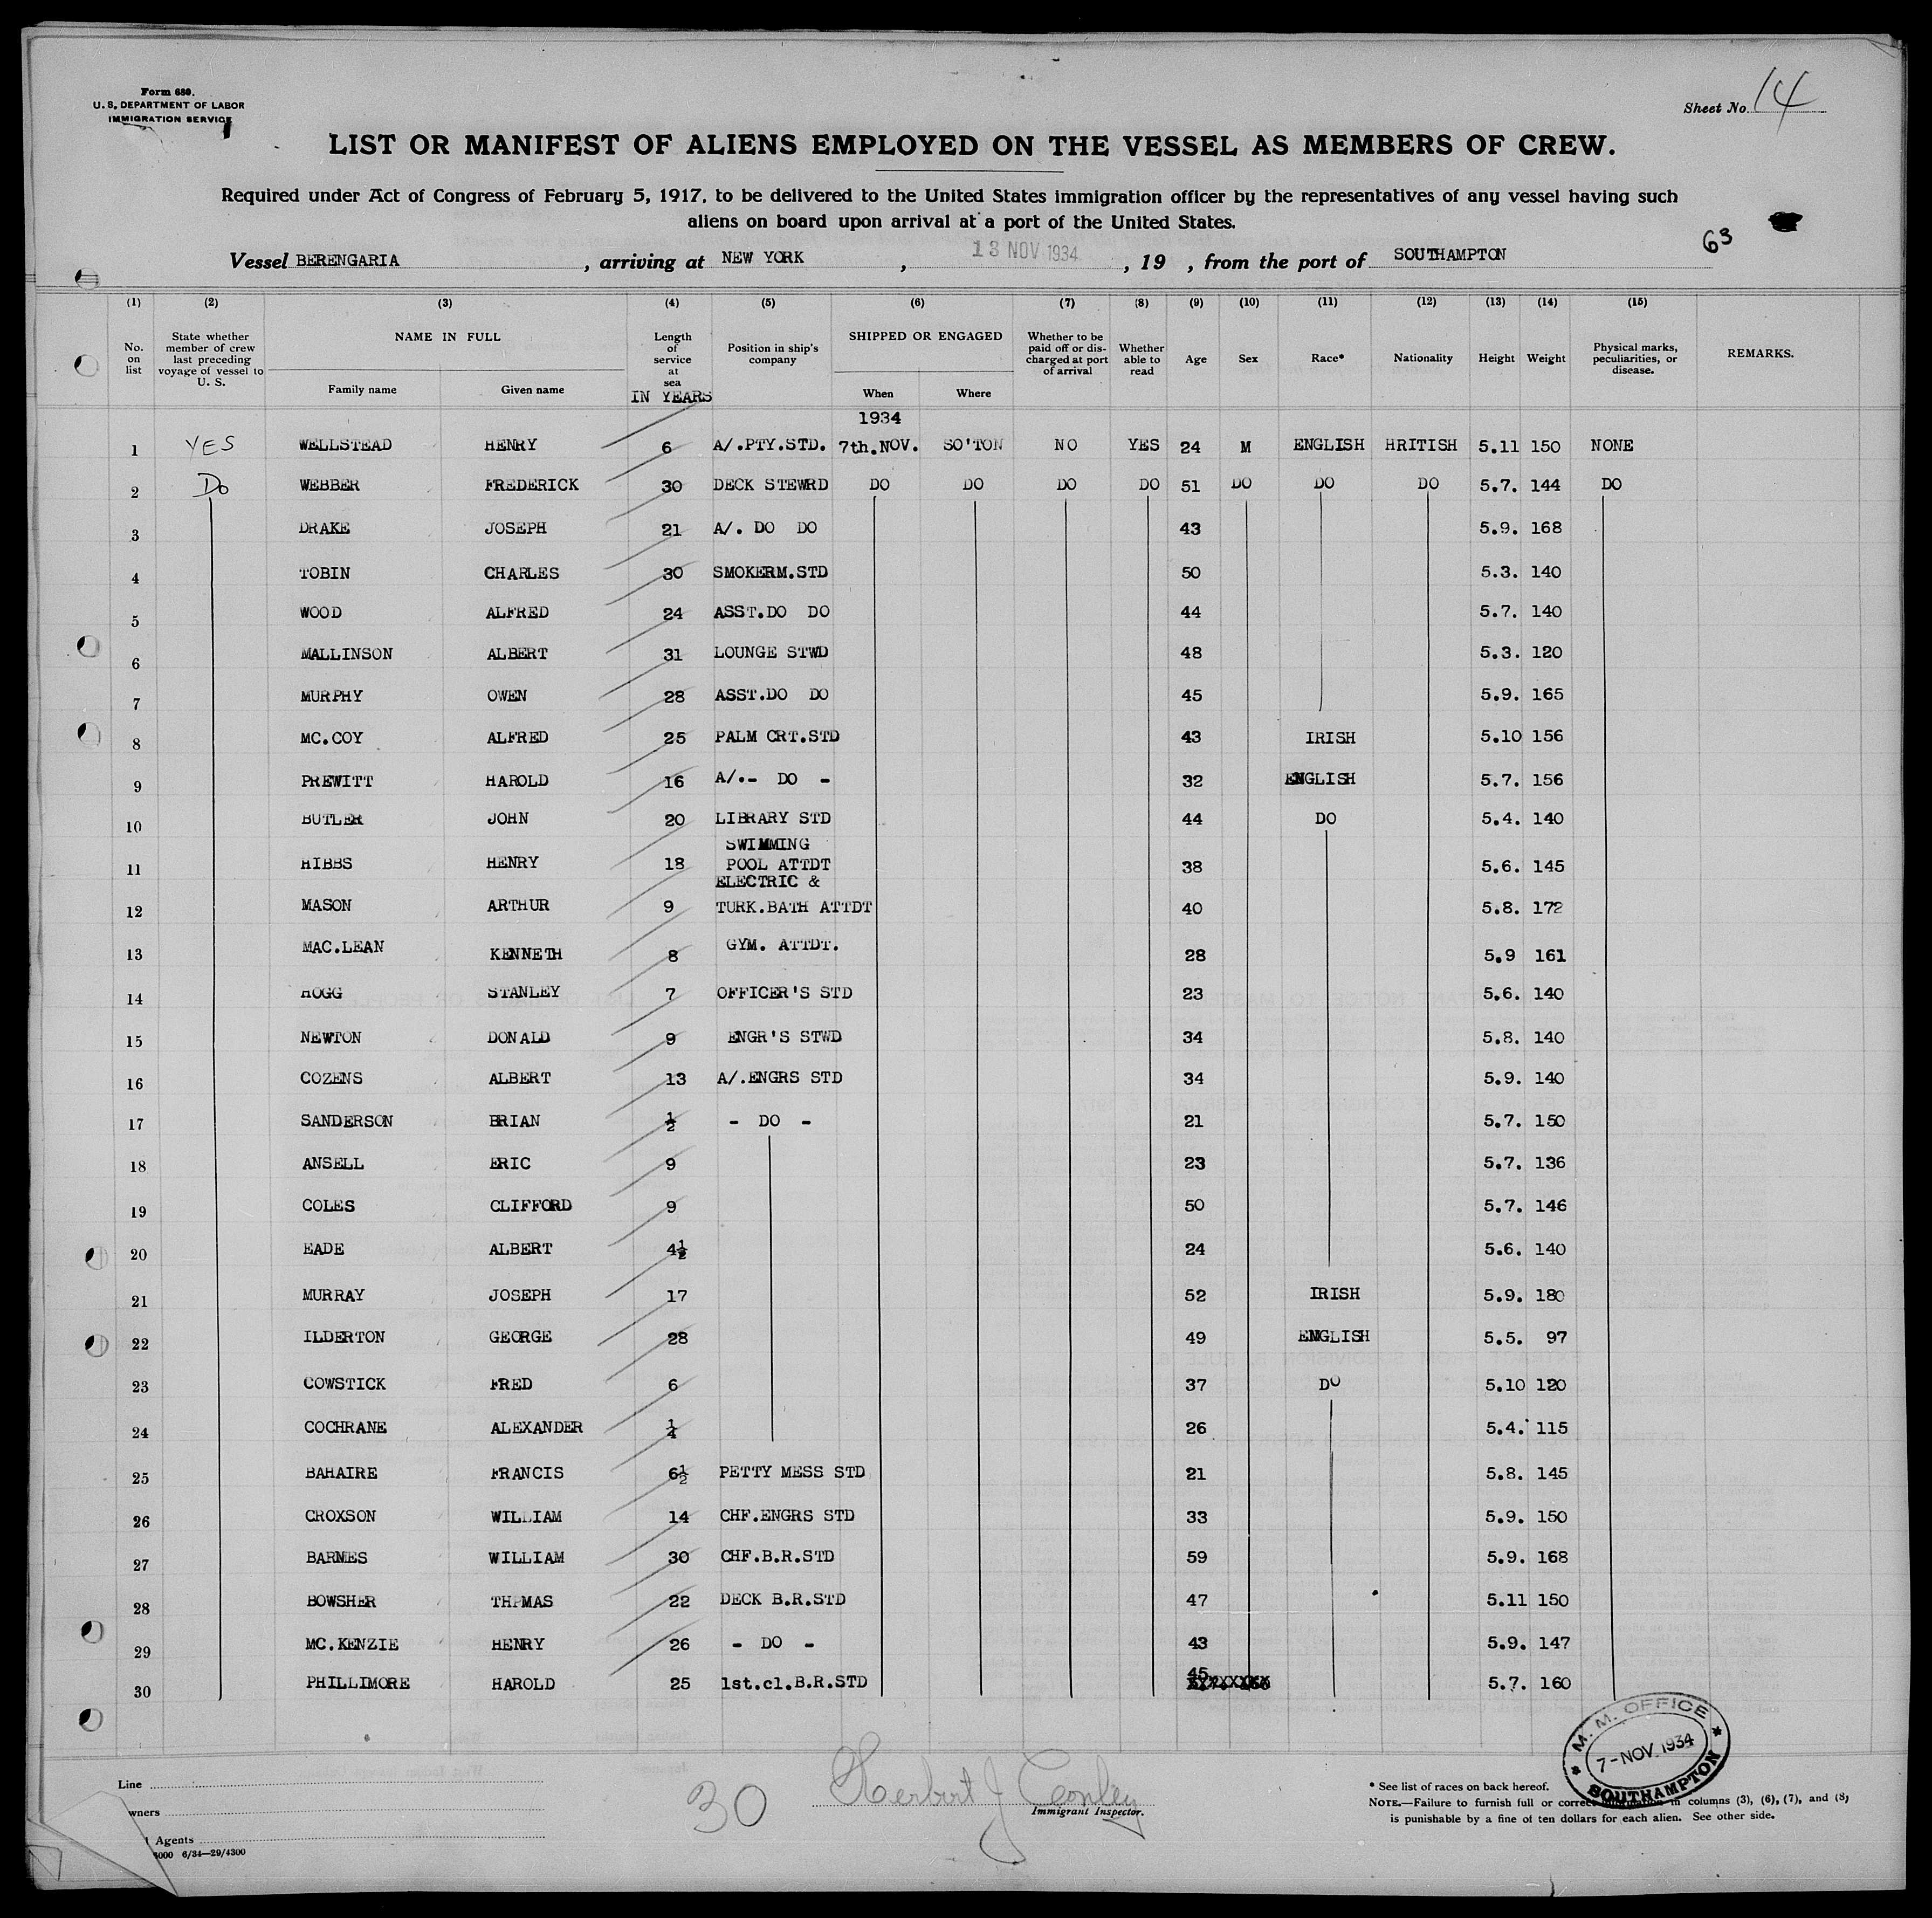 Form 680.
U. S. DEPARTMENT OF LABOR
IMMIGRATION SERVICE
Sheet No. 14
LIST OR MANIFEST OF ALIENS EMPLOYED ON THE VESSEL AS MEMBERS OF CREW.
Required under Act of Congress of February 5, 1917, to be delivered to the United States immigration officer by the representatives of any vessel having such
aliens on board upon arrival at a port of the United States.
63
Vessel BERENGARIA, arriving at NEW YORK, 13 NOV 1934, 19 , from the port of SOUTHAMPTON
(1) (2) (3) (4) (5) (6) (7) (8) (9) (10) (11) (12) (13) (14) (15)
No. on list
State whether member of crew last preceding voyage of vessel to U. S.
NAME IN FULL
Family name Given name
Length of service at sea
IN YEARS
Position in ship's company
SHIPPED OR ENGAGED
When Where
Whether to be paid off or discharged at port of arrival
Whether able to read
Age Sex Race* Nationality Height Weight
Physical marks, peculiarities, or disease.
REMARKS.
1934
1 YES WELLSTEAD HENRY 6 A/.PTY.STD. 7th.NOV. SO'TON NO YES 24 M ENGLISH HRITISH 5.11 150 NONE
2 Do WEBBER FREDERICK 30 DECK STEWRD DO DO DO DO 51 DO DO DO 5.7. 144 DO
3 DRAKE JOSEPH 21 A/. DO DO 43 5.9. 168
4 TOBIN CHARLES 30 SMOKERM.STD 50 5.3. 140
5 WOOD ALFRED 24 ASST.DO DO 44 5.7. 140
6 MALLINSON ALBERT 31 LOUNGE STWD 48 5.3. 120
7 MURPHY OWEN 28 ASST.DO DO 45 5.9. 165
8 MC.COY ALFRED 25 PALM CRT.STD 43 IRISH 5.10 156
9 PREWITT HAROLD 16 A/.- DO - 32 ENGLISH 5.7. 156
10 BUTLER JOHN 20 LIBRARY STD 44 DO 5.4. 140
SWIMMING
11 HIBBS HENRY 18 POOL ATTDT 38 5.6. 145
ELECTRIC &
12 MASON ARTHUR 9 TURK.BATH ATTDT 40 5.8. 172
13 MAC.LEAN KENNETH 8 GYM. ATTDT. 28 5.9 161
14 HOGG STANLEY 7 OFFICER'S STD 23 5.6. 140
15 NEWTON DONALD 9 ENGR'S STWD 34 5.8. 140
16 COZENS ALBERT 13 A/.ENGRS STD 34 5.9. 140
17 SANDERSON BRIAN ½ - DO - 21 5.7. 150
18 ANSELL ERIC 9 23 5.7. 136
19 COLES CLIFFORD 9 50 5.7. 146
20 EADE ALBERT 4½ 24 5.6. 140
21 MURRAY JOSEPH 17 52 IRISH 5.9. 180
22 ILDERTON GEORGE 28 49 ENGLISH 5.5. 97
23 COWSTICK FRED 6 37 DO 5.10 120
24 COCHRANE ALEXANDER ¼ 26 5.4. 115
25 BAHAIRE FRANCIS 6½ PETTY MESS STD 21 5.8. 145
26 CROXSON WILLIAM 14 CHF.ENGRS STD 33 5.9. 150
27 BARNES WILLIAM 30 CHF.B.R.STD 59 5.9. 168
28 BOWSHER THPMAS 22 DECK B.R.STD 47 5.11 150
29 MC.KENZIE HENRY 26 - DO - 43 5.9. 147
30 PHILLIMORE HAROLD 25 1st.cl.B.R.STD 45 5.7. 160
Line
wners
Agents
000 6/34—29/4300
30
Herbert J Conley
Immigrant Inspector.
M. M. OFFICE
7-NOV. 1934
SOUTHAMPTON
* See list of races on back hereof.
NOTE.—Failure to furnish full or correct information in columns (3), (6), (7), and (8)
is punishable by a fine of ten dollars for each alien. See other side.